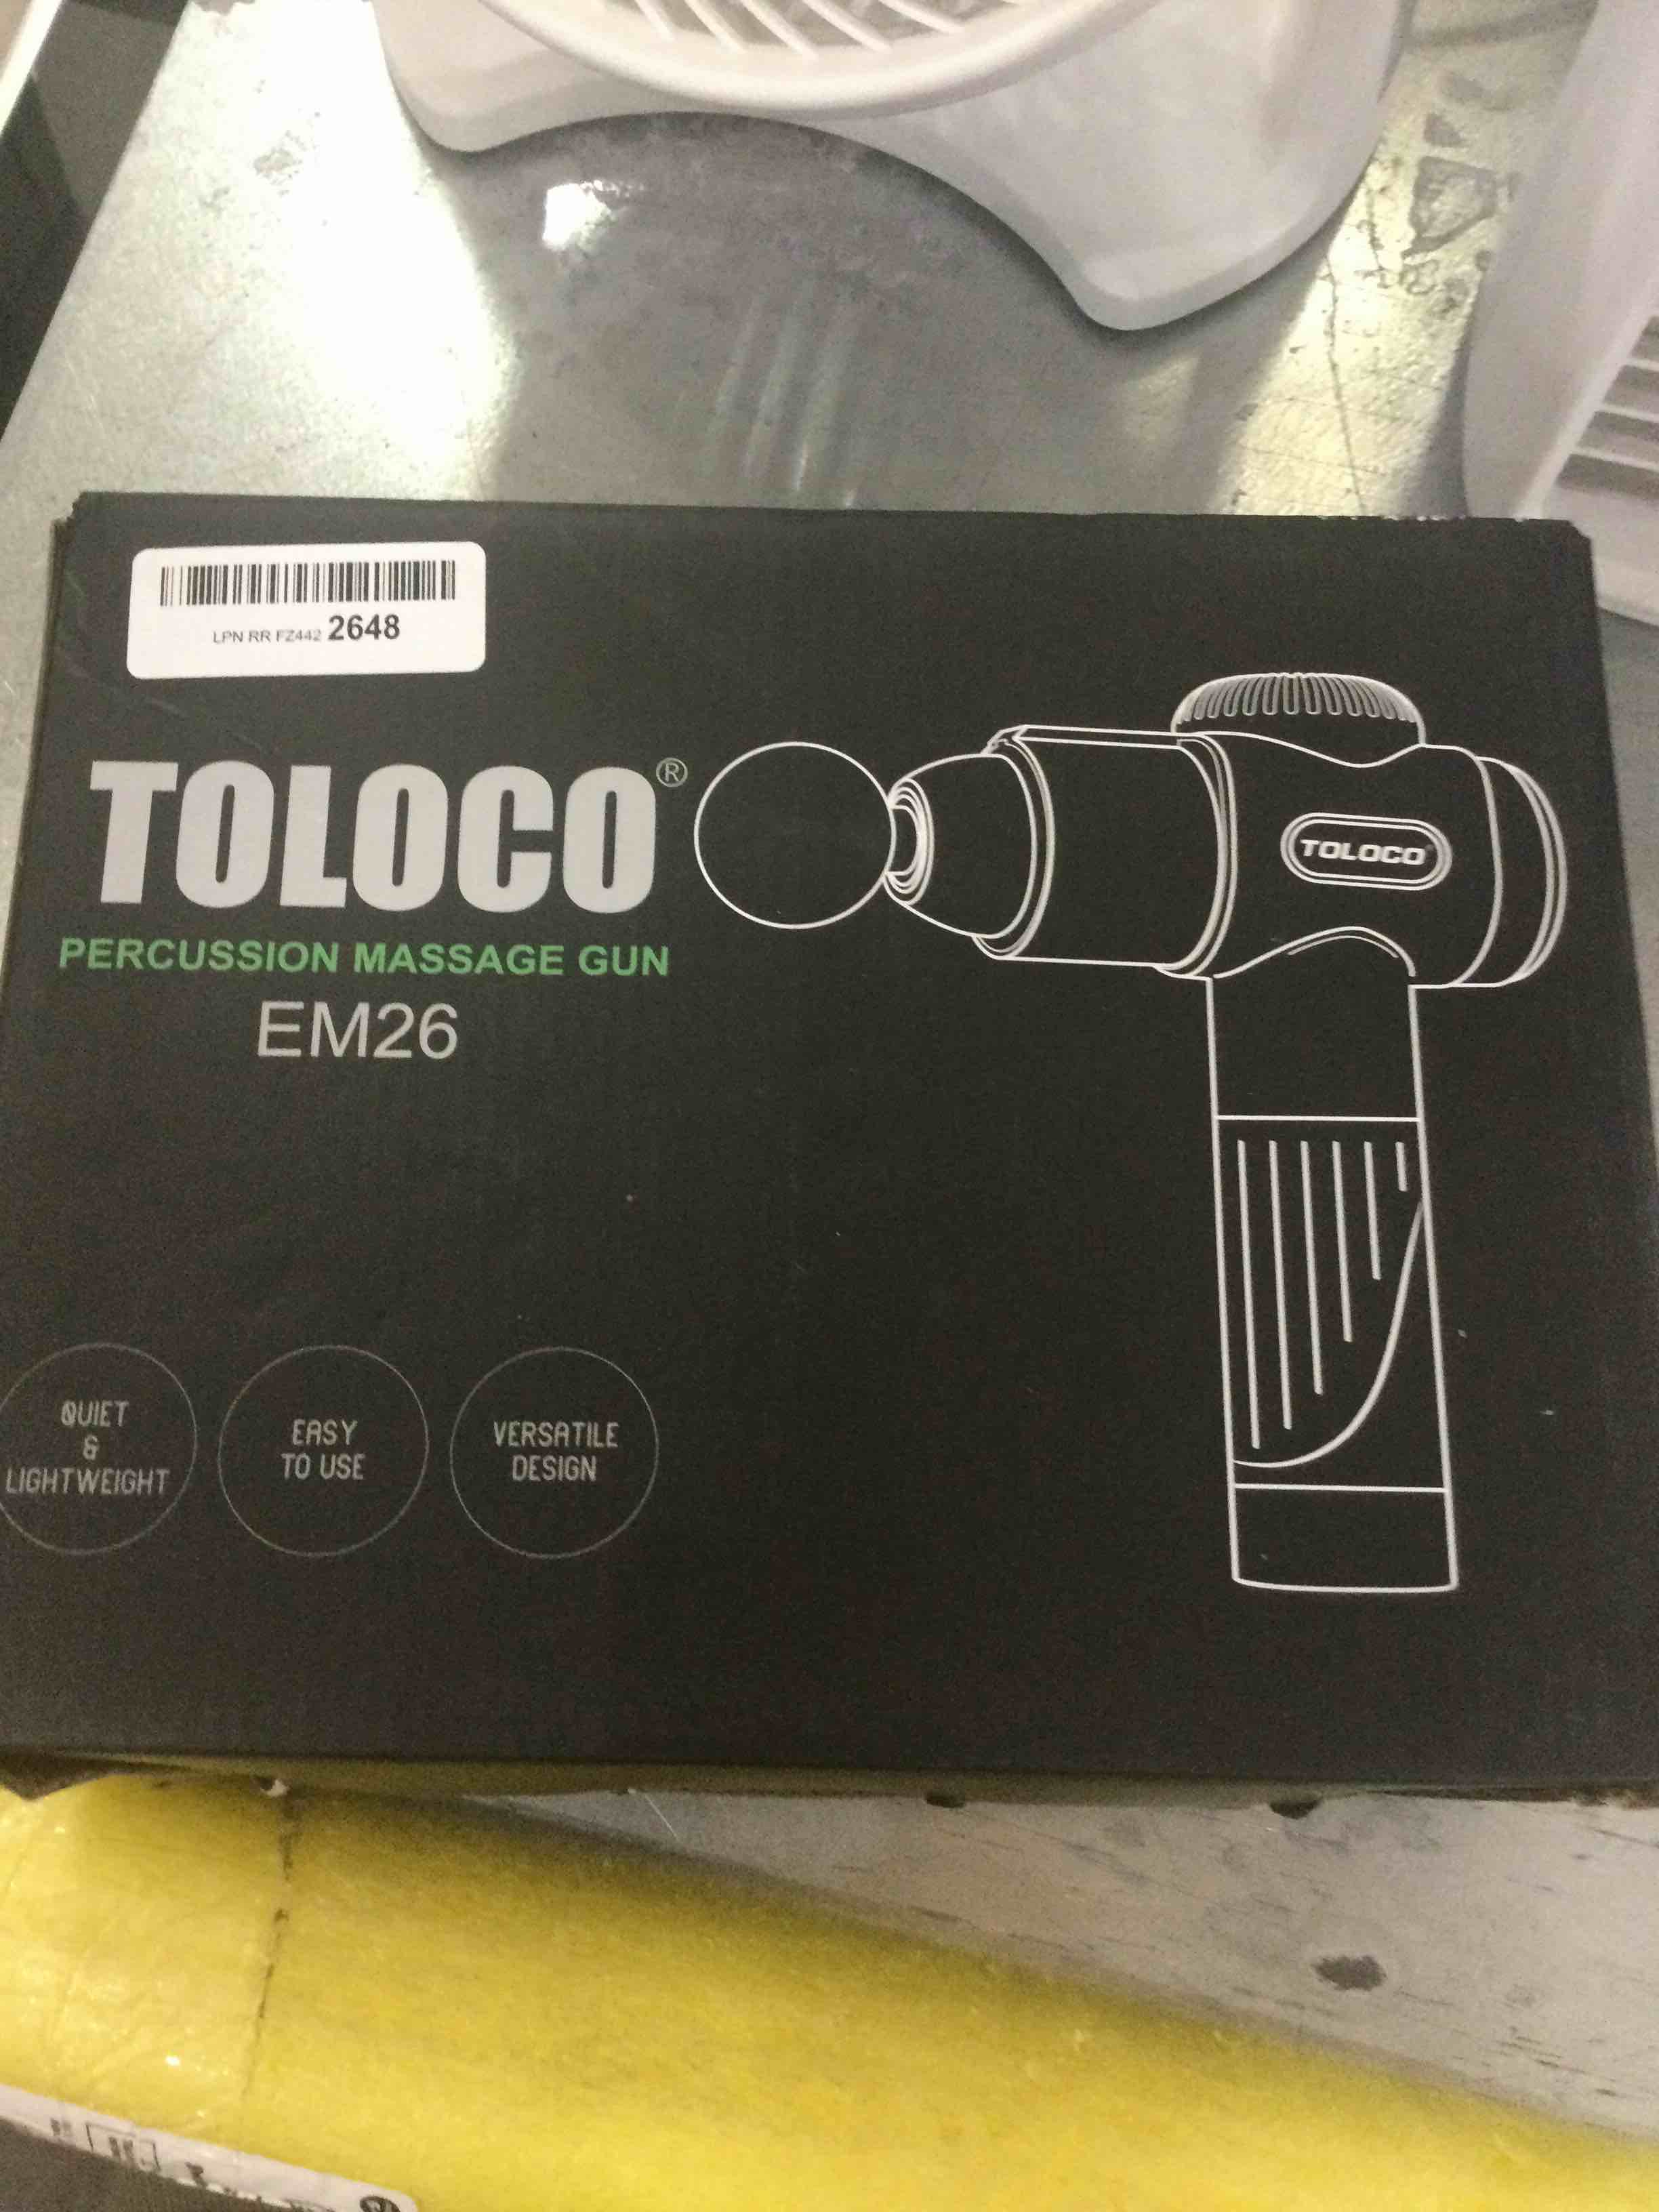 LPN RR FZ442 2648
TOLOCO®
PERCUSSION MASSAGE GUN
EM26
TOLOCO
QUIET
&
LIGHTWEIGHT
EASY
TO USE
VERSATILE
DESIGN